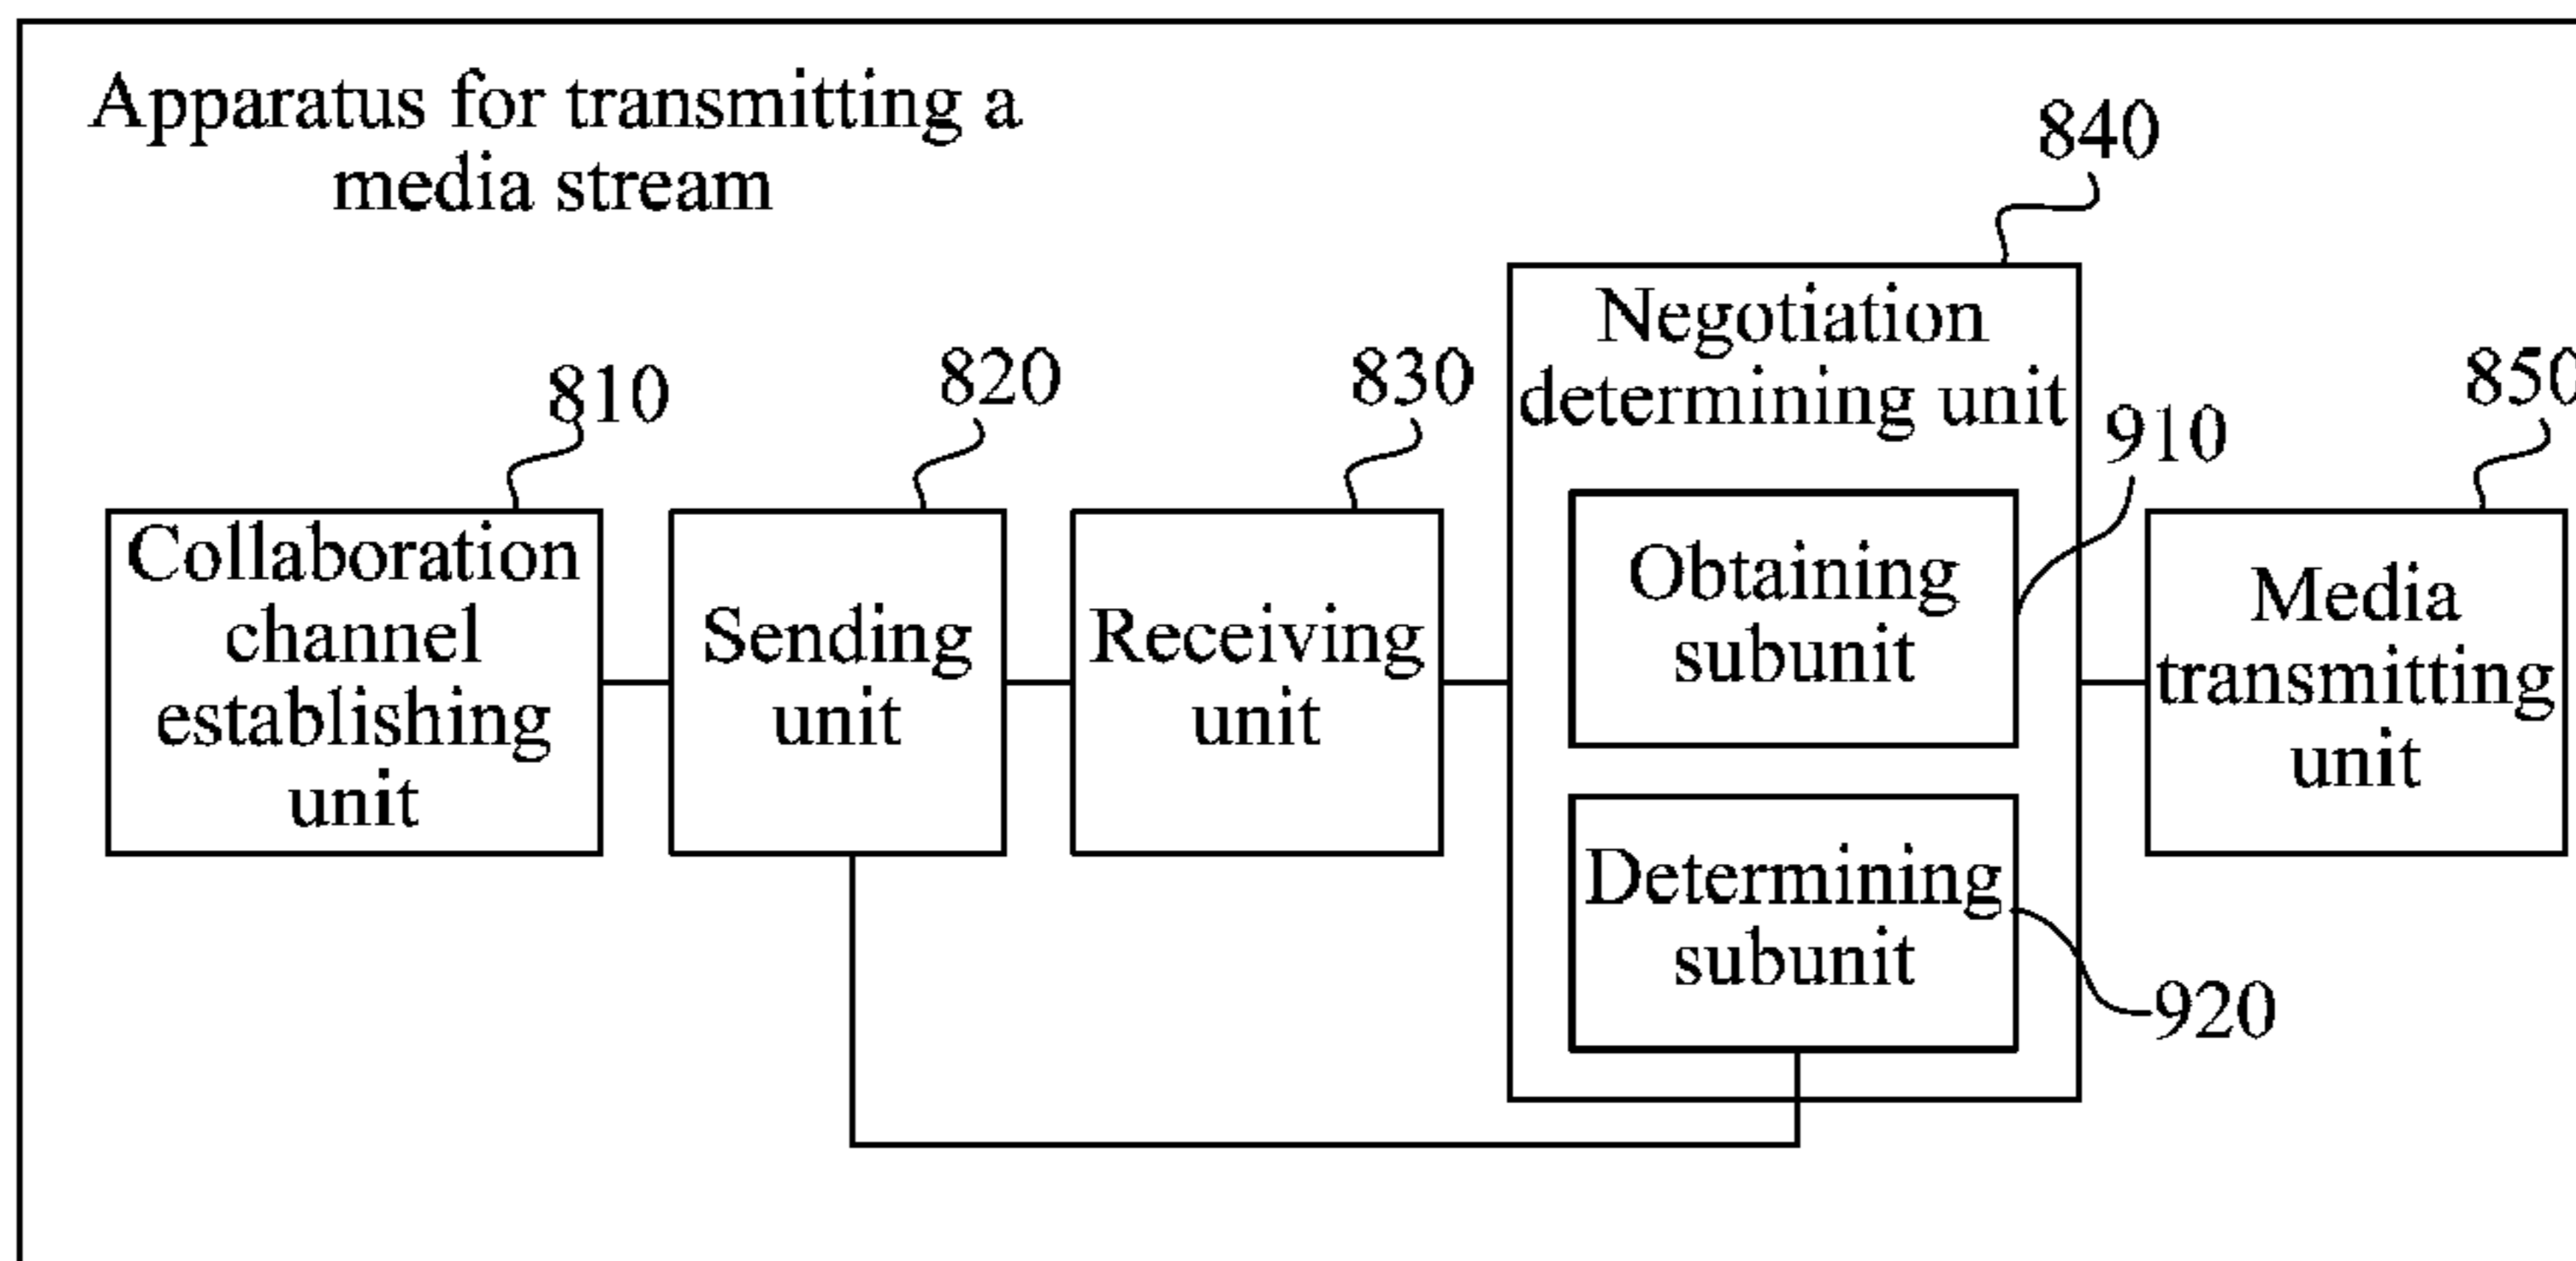 Apparatus for transmitting a
media stream
840
Negotiation
determining unit
810
820
830
850
910
Collaboration
channel
establishing
unit
Sending
unit
Receiving
unit
Obtaining
subunit
Media
transmitting
unit
Determining
subunit
920